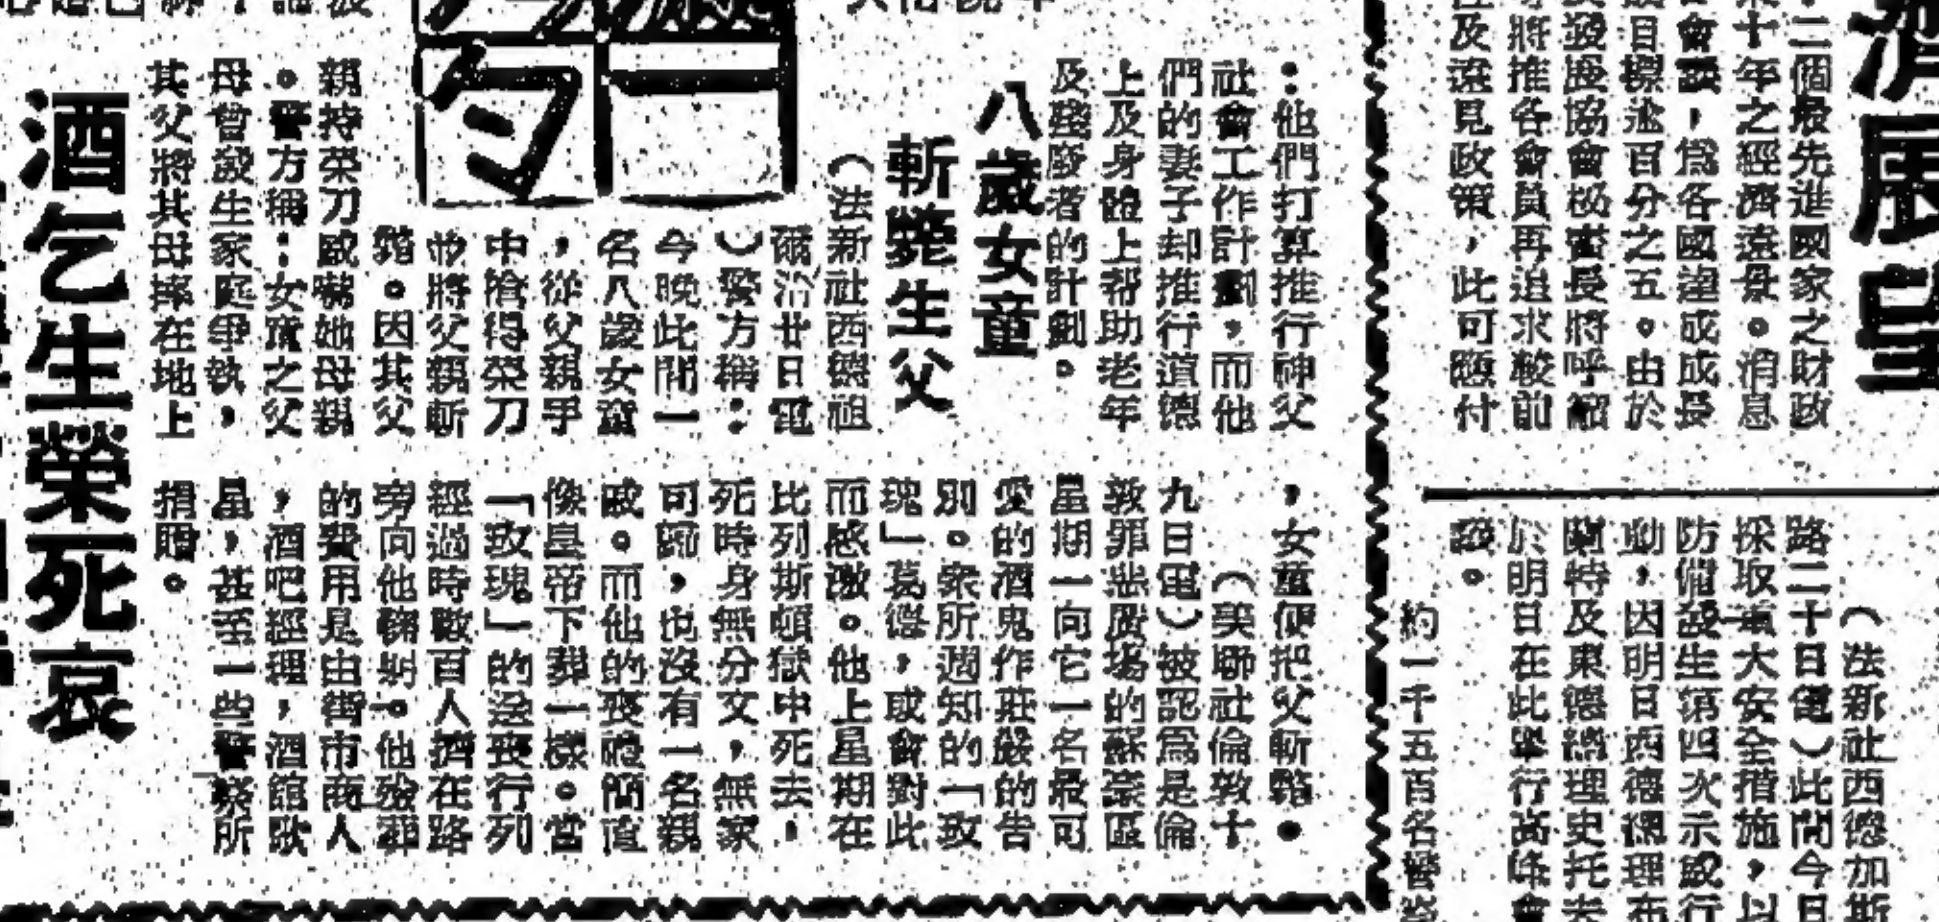 二個最先進國家之財政
十年之經濟遠景。消息
會議,為各國達成成長
目標逾百分之五。由於
發展協會秘書長將呼籲
將推各會員再追求較前
及遠見政策,此可應付
展望
:他們打算推行神父
社會工作計劃,而他
們的妻子却推行道德
上及身體上帮助老年
及殘廢者的計劃。
八歲女童
斬斃生父
(法新社西德祖
爾治廿日電
)警方稱:
今晚此間一
名八歲女童
,從父親手
中搶得菜刀
並將父親斬
斃。因其父
親持菜刀威嚇她母親
。警方稱:女童之父
母曾發生家庭爭執,
其父將其母摔在地上
,女童便把父斬斃。
酒乞生榮死哀
(美聯社倫敦十
九日電)被認為是倫
敦罪惡廣場的蘇豪區
星期一向它一名最可
愛的酒鬼作莊嚴的告
別。衆所週知的「玫
瑰」葛德,或會對此
而感激。他上星期在
比列斯頓獄中死去,
死時身無分文,無家
可歸,也沒有一名親
戚。而他的喪禮簡直
像皇帝下葬一樣。當
「玫瑰」的送喪行列
經過時數百人擠在路
旁向他鞠躬。他殮葬
的費用是由街市商人
,酒吧經理,酒館歌
星,甚至一些警察所
捐贈。
(法新社西德加斯
路二十日電)此間今日
採取重大安全措施,以
防備發生第四次示威行
動,因明日西德總理布
蘭特及東德總理史托夫
於明日在此舉行高峰會
談。
約一千五百名警